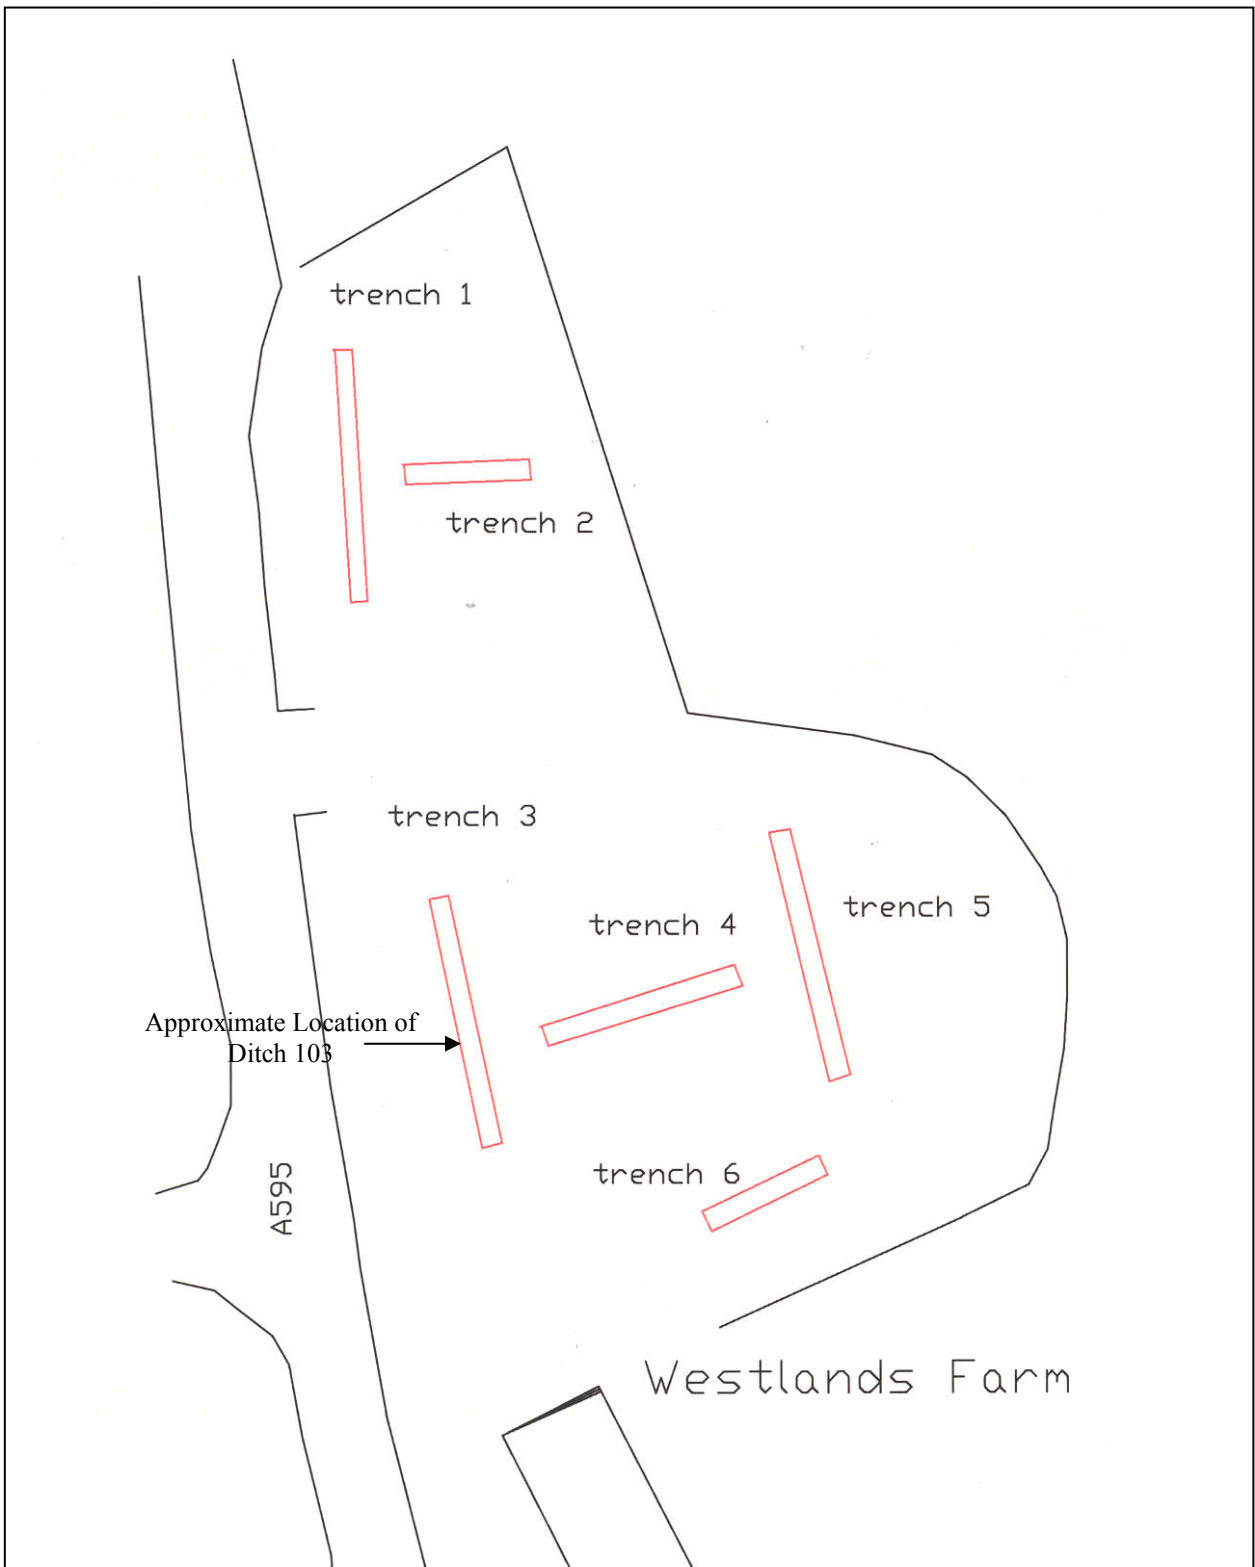 trench 1
trench 2
trench 3
trench 4
trench 5
Approximate Location of
Ditch 103
trench 6
A595
Westlands Farm